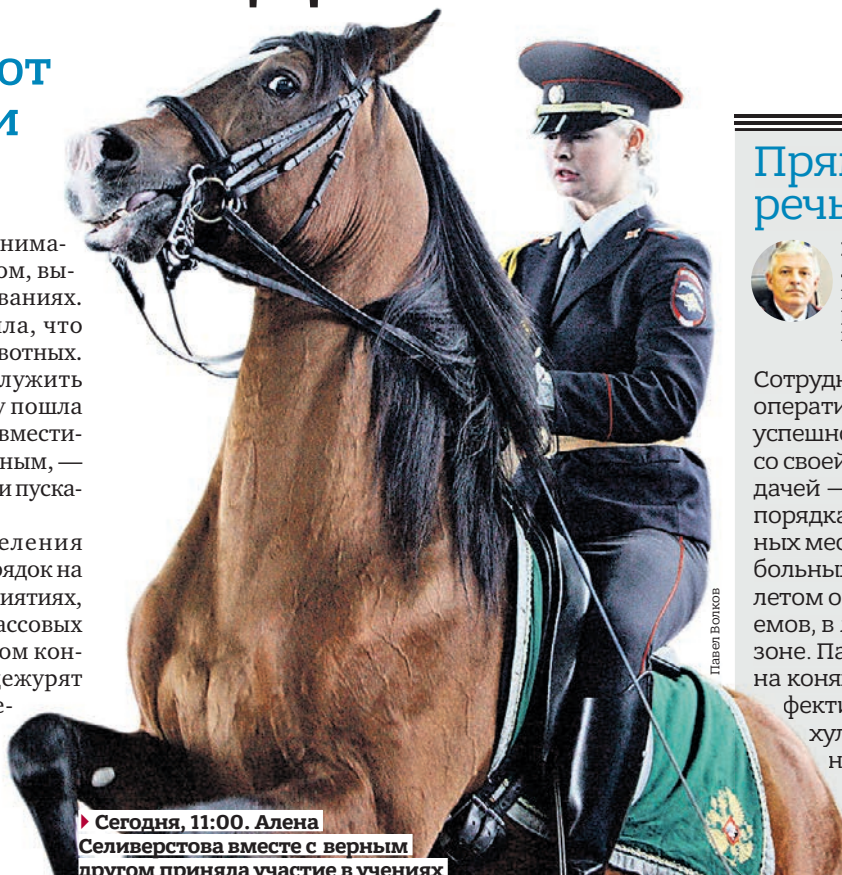 от
и
нима-
ом, вы-
ваниях.
ла, что
вотных.
лужить
у пошла
вмести-
ным, —
и пуска-
еления
рядок на
иятиях,
ассовых
ом кон-
дежурят
е-
▶ Сегодня, 11:00. Алена
Селиверстова вместе с верным
другом приняла участие в учениях
Павел Волков
Пря
речь
Сотрудн
операти
успешно
со своей
дачей —
порядка
ных мес
больных
летом о
емов, в л
зоне. Па
на коня
фекти
хул
н